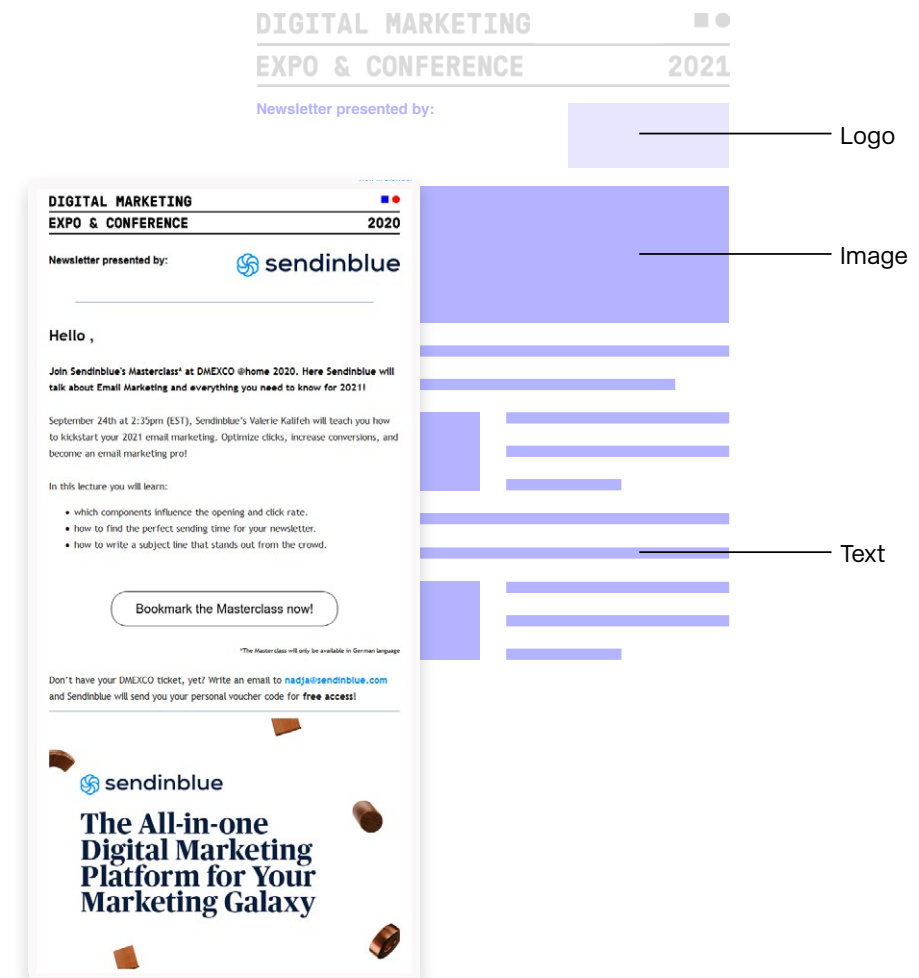 DIGITAL MARKETING
EXPO & CONFERENCE 2021
Newsletter presented by:
Logo
Image
Text
DIGITAL MARKETING
EXPO & CONFERENCE 2020
Newsletter presented by:
sendinblue
Hello ,
Join Sendinblue's Masterclass* at DMEXCO @home 2020. Here Sendinblue will
talk about Email Marketing and everything you need to know for 2021!
September 24th at 2:35pm (EST), Sendinblue's Valerie Kalifeh will teach you how
to kickstart your 2021 email marketing. Optimize clicks, increase conversions, and
become an email marketing pro!
In this lecture you will learn:
• which components influence the opening and click rate.
• how to find the perfect sending time for your newsletter.
• how to write a subject line that stands out from the crowd.
Bookmark the Masterclass now!
*The Masterclass will only be available in German language
Don't have your DMEXCO ticket, yet? Write an email to nadja@sendinblue.com
and Sendinblue will send you your personal voucher code for free access!
sendinblue
The All-in-one
Digital Marketing
Platform for Your
Marketing Galaxy